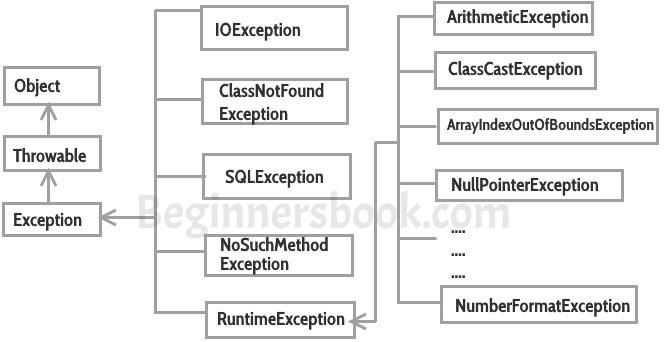 Object
Throwable
Exception
IOException
ClassNotFound
Exception
SQLException
NoSuchMethod
Exception
RuntimeException
ArithmeticException
ClassCastException
ArrayIndexOutOfBoundsException
NullPointerException
....
....
....
NumberFormatException
Beginnersbook.com